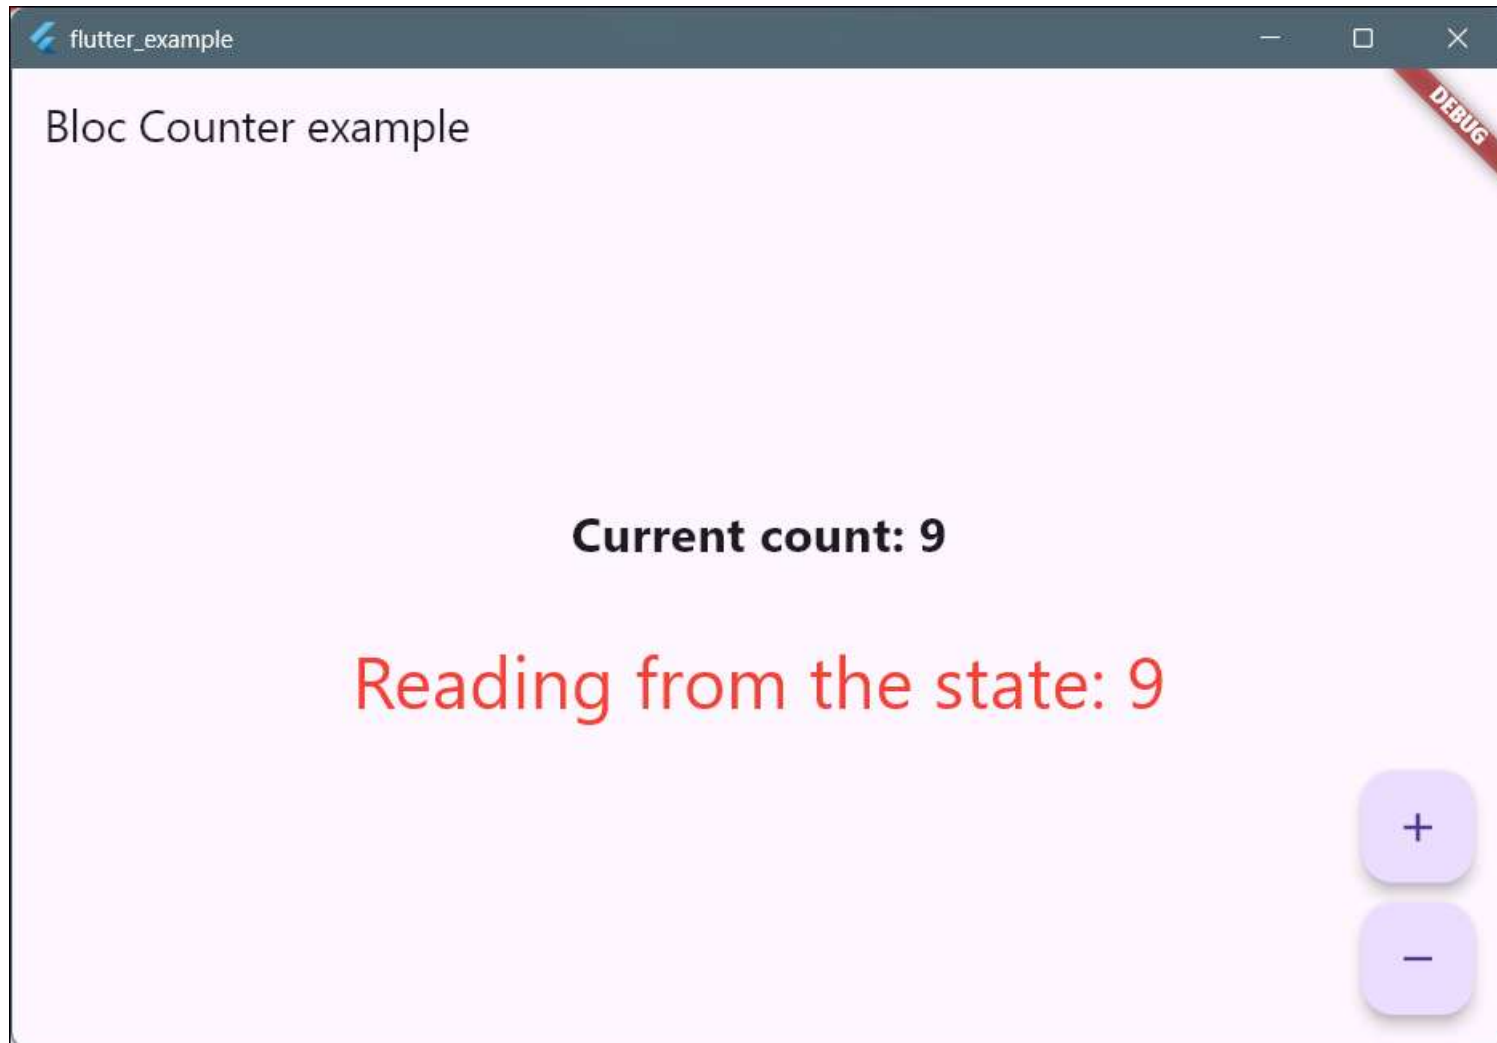 flutter_example
DEBUG
Bloc Counter example
Current count: 9
Reading from the state: 9
+
−